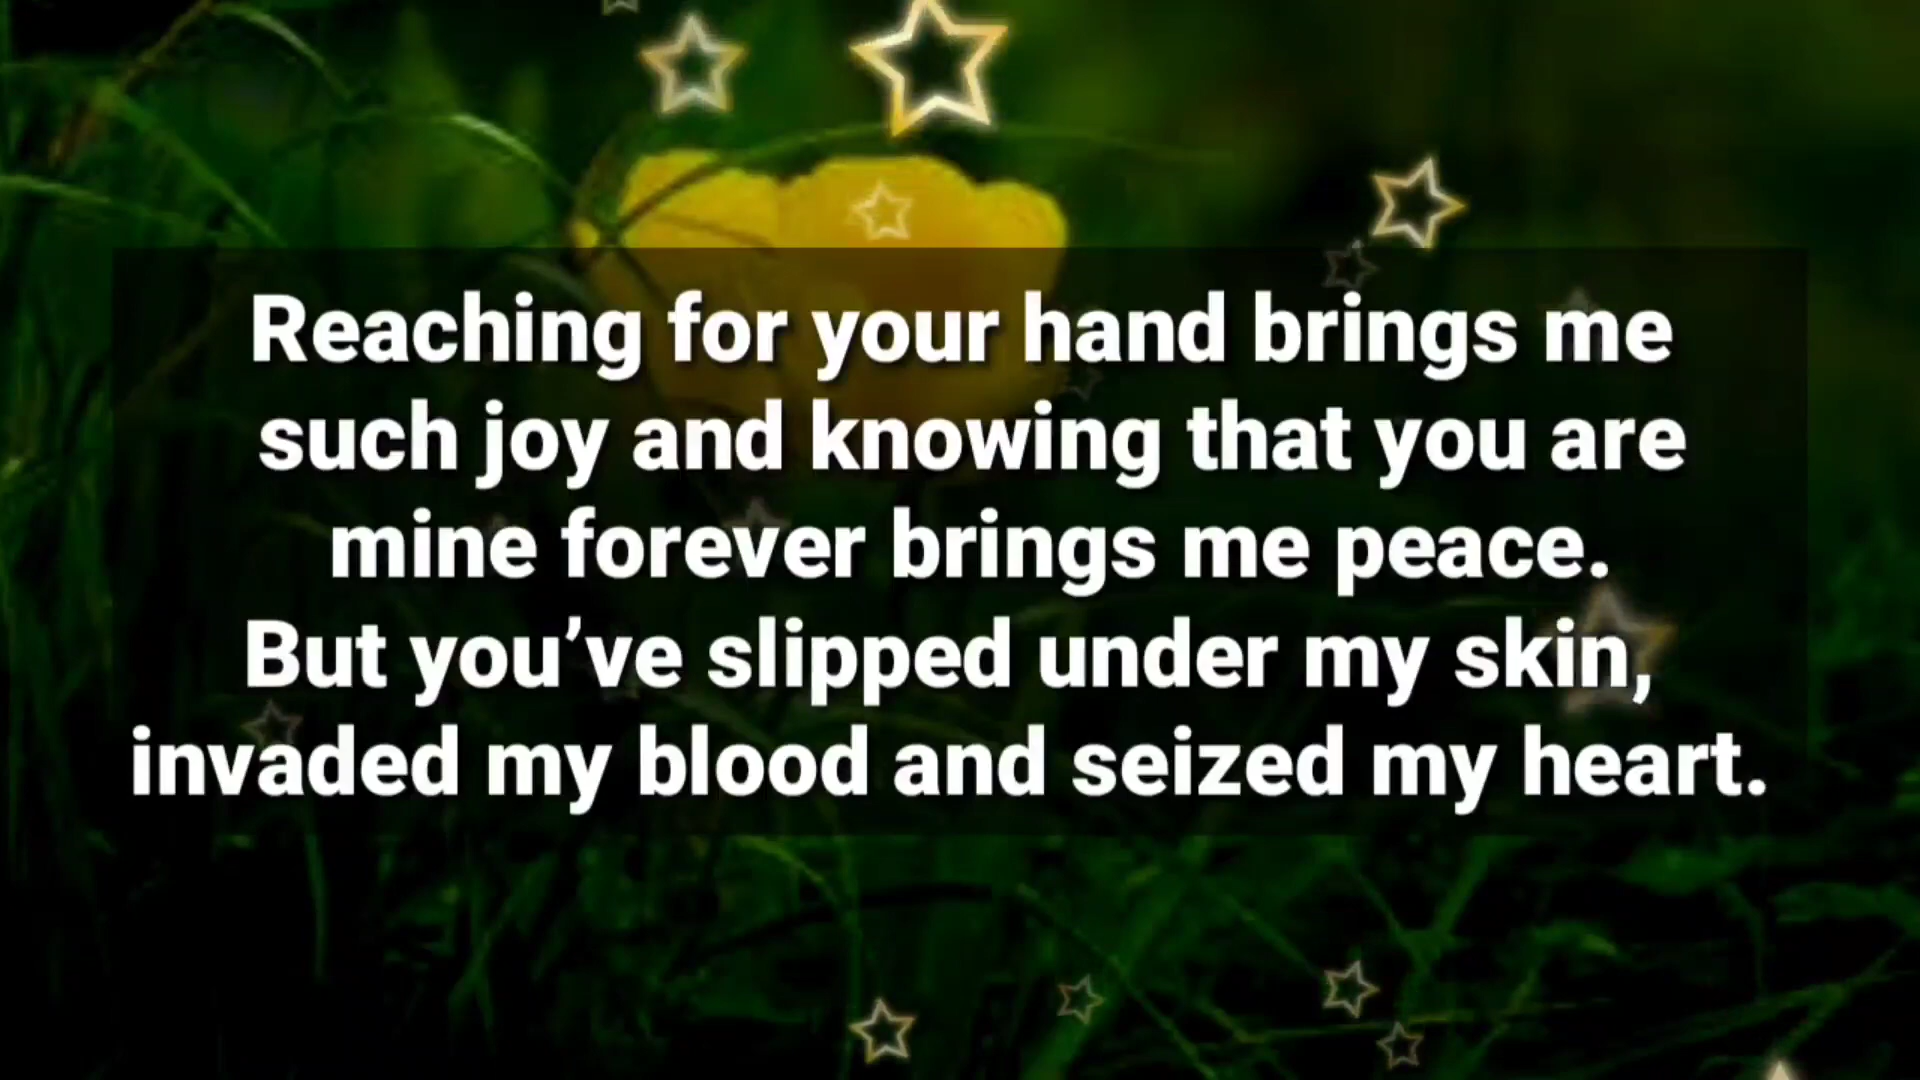 Reaching for your hand brings me
such joy and knowing that you are
mine forever brings me peace.
But you’ve slipped under my skin,
invaded my blood and seized my heart.